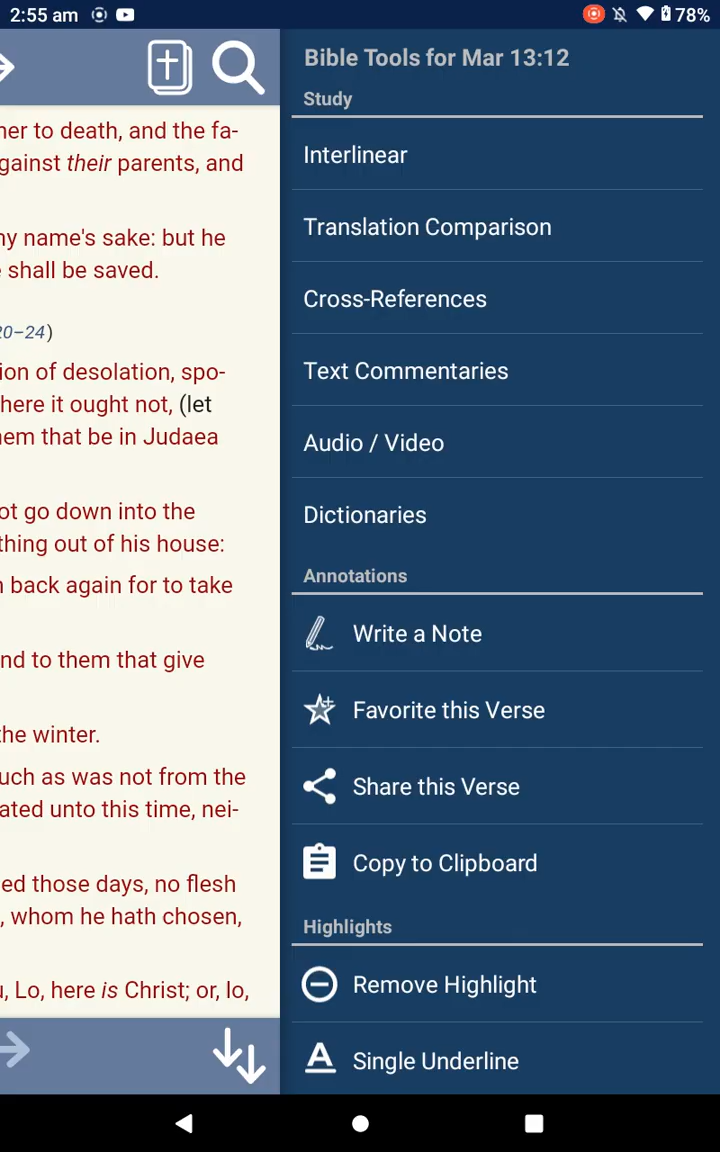 2:55 am
78%
her to death, and the fa-
gainst their parents, and
ny name's sake: but he
shall be saved.
20–24)
ion of desolation, spo-
here it ought not, (let
hem that be in Judaea
ot go down into the
thing out of his house:
back again for to take
nd to them that give
the winter.
uch as was not from the
ated unto this time, nei-
ed those days, no flesh
, whom he hath chosen,
, Lo, here is Christ; or, lo,
Bible Tools for Mar 13:12
Study
Interlinear
Translation Comparison
Cross-References
Text Commentaries
Audio / Video
Dictionaries
Annotations
Write a Note
Favorite this Verse
Share this Verse
Copy to Clipboard
Highlights
Remove Highlight
A Single Underline